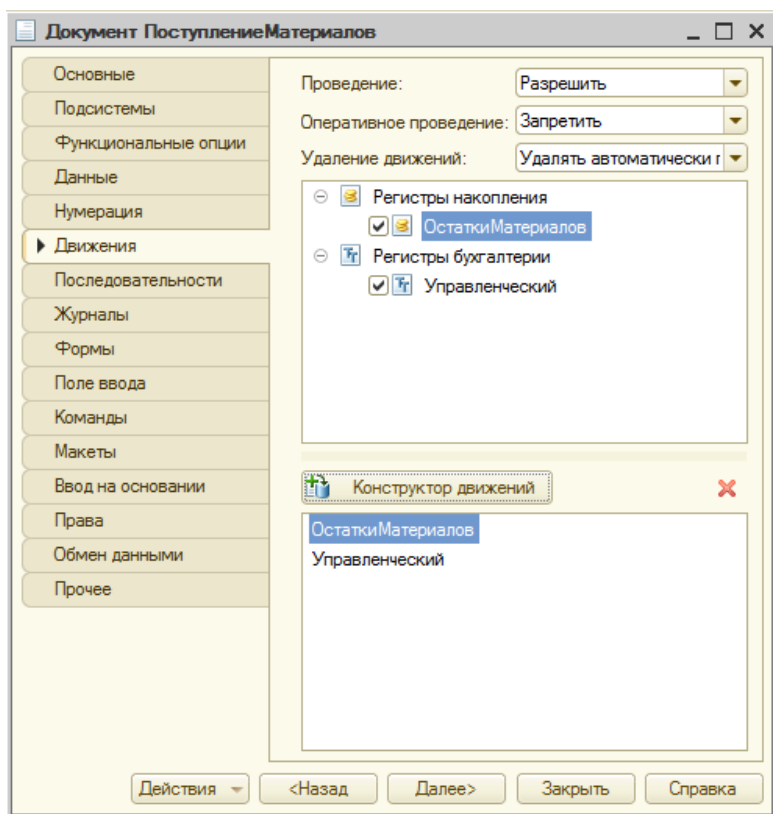 Документ ПоступлениеМатериалов
Основные
Подсистемы
Функциональные опции
Данные
Нумерация
Движения
Последовательности
Журналы
Формы
Поле ввода
Команды
Макеты
Ввод на основании
Права
Обмен данными
Прочее
Проведение: Разрешить
Оперативное проведение: Запретить
Удаление движений: Удалять автоматически г
Регистры накопления
ОстаткиМатериалов
Регистры бухгалтерии
Управленческий
Конструктор движений
ОстаткиМатериалов
Управленческий
Действия <Назад Далее> Закрыть Справка